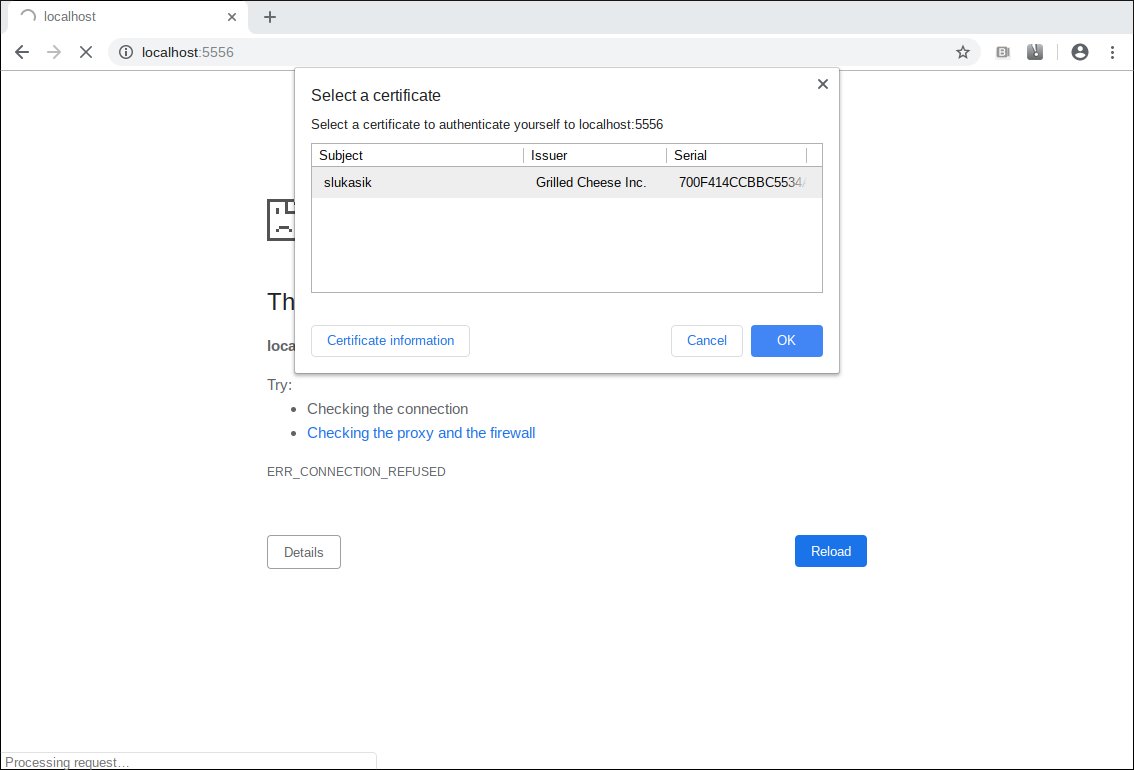 localhost
localhost:5556
Select a certificate
Select a certificate to authenticate yourself to localhost:5556
Subject Issuer Serial
slukasik Grilled Cheese Inc. 700F414CCBBC5534
Certificate information Cancel OK
Th
loca
Try:
• Checking the connection
• Checking the proxy and the firewall
ERR_CONNECTION_REFUSED
Details Reload
Processing request…